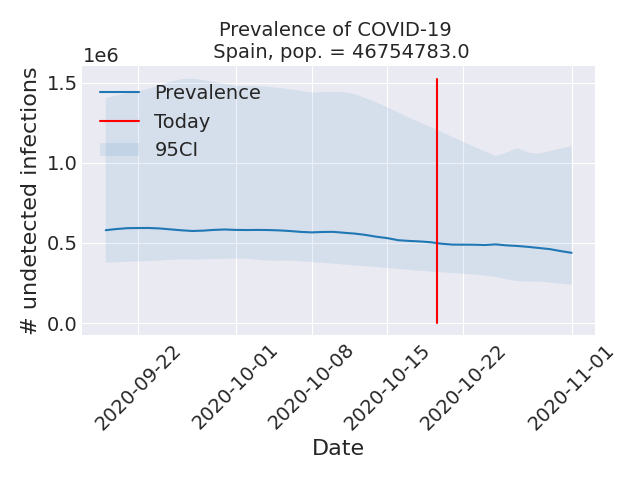 Prevalence of COVID-19
Spain, pop. = 46754783.0
1e6
# undetected infections
1.5
1.0
0.5
0.0
Prevalence
Today
95CI
2020-09-22
2020-10-01
2020-10-08
2020-10-15
2020-10-22
2020-11-01
Date